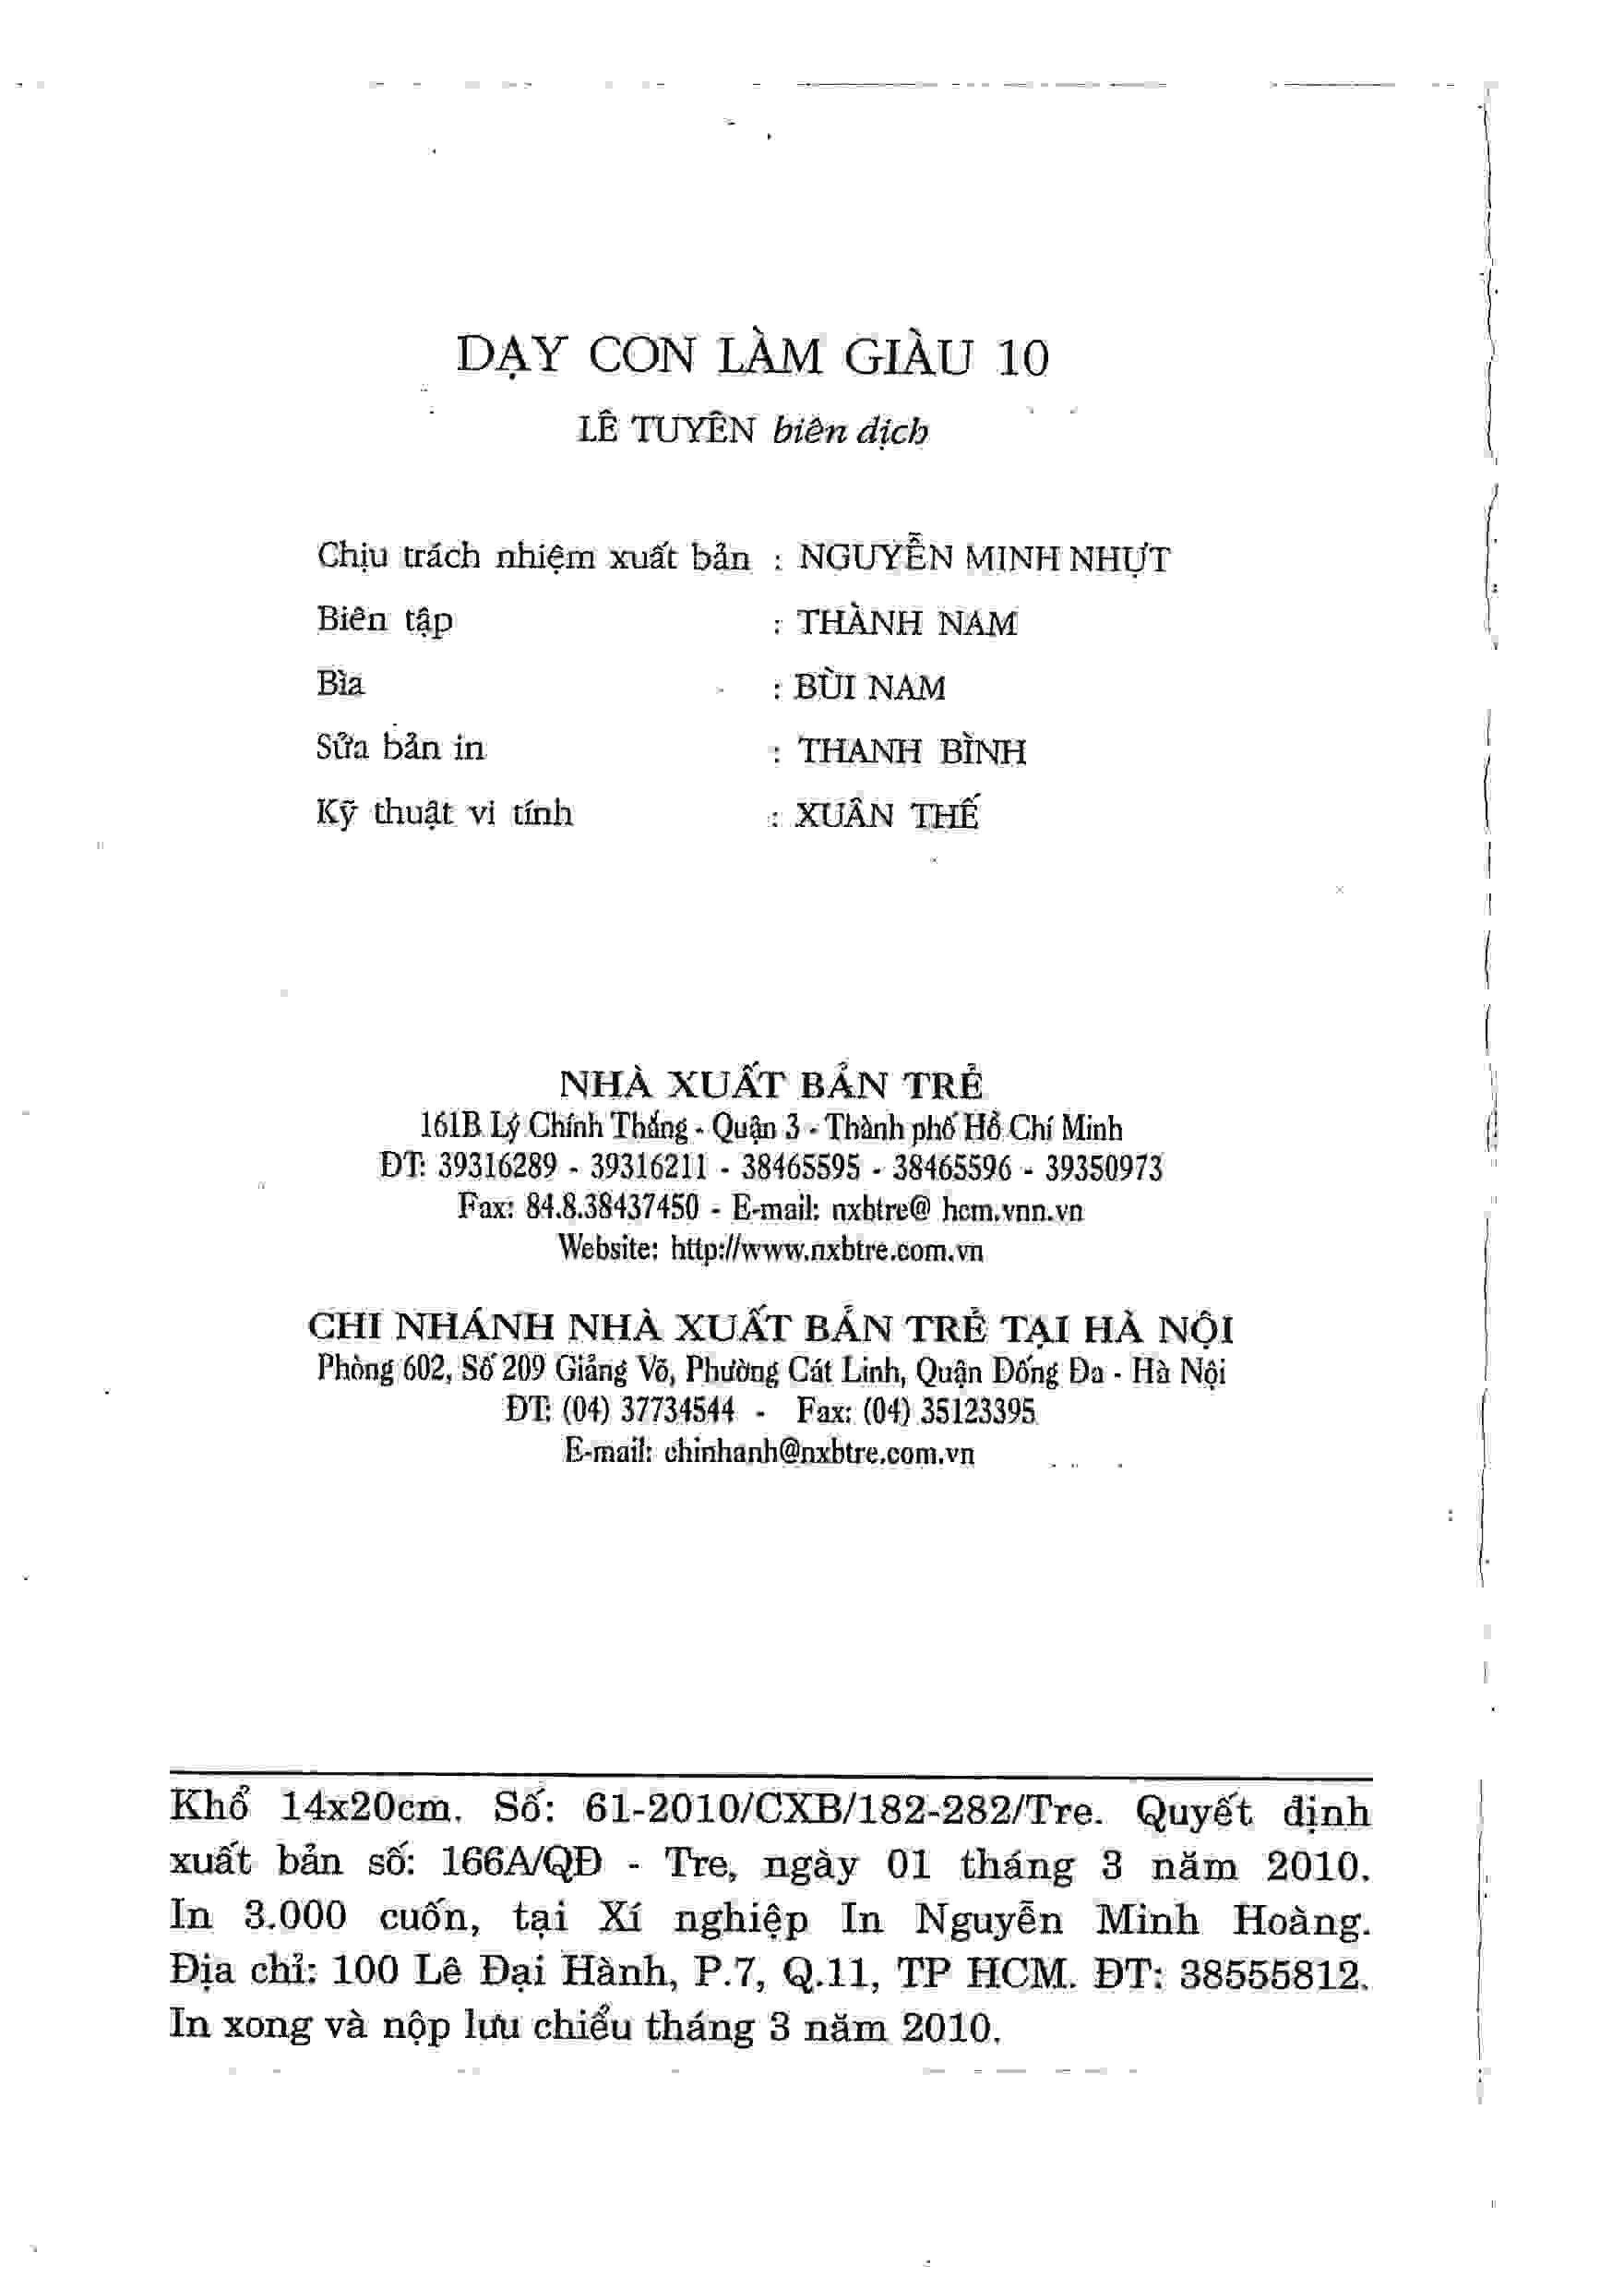 DẠY CON LÀM GIÀU 10
LÊ TUYÊN biên dịch
Chịu trách nhiệm xuất bản : NGUYỄN MINH NHỰT
Biên tập : THÀNH NAM
Bìa : BÙI NAM
Sửa bản in : THANH BÌNH
Kỹ thuật vi tính : XUÂN THẾ
NHÀ XUẤT BẢN TRẺ
161B Lý Chính Thắng - Quận 3 - Thành phố Hồ Chí Minh
ĐT: 39316289 - 39316211 - 38465595 - 38465596 - 39350973
Fax: 84.8.38437450 - E-mail: nxbtre@ hcm.vnn.vn
Website: http://www.nxbtre.com.vn
CHI NHÁNH NHÀ XUẤT BẢN TRẺ TẠI HÀ NỘI
Phòng 602, Số 209 Giảng Võ, Phường Cát Linh, Quận Đống Đa - Hà Nội
ĐT: (04) 37734544 - Fax: (04) 35123395
E-mail: chinhanh@nxbtre.com.vn
Khổ 14x20cm. Số: 61-2010/CXB/182-282/Tre. Quyết định
xuất bản số: 166A/QĐ - Tre, ngày 01 tháng 3 năm 2010.
In 3.000 cuốn, tại Xí nghiệp In Nguyễn Minh Hoàng.
Địa chỉ: 100 Lê Đại Hành, P.7, Q.11, TP HCM. ĐT: 38555812.
In xong và nộp lưu chiểu tháng 3 năm 2010.